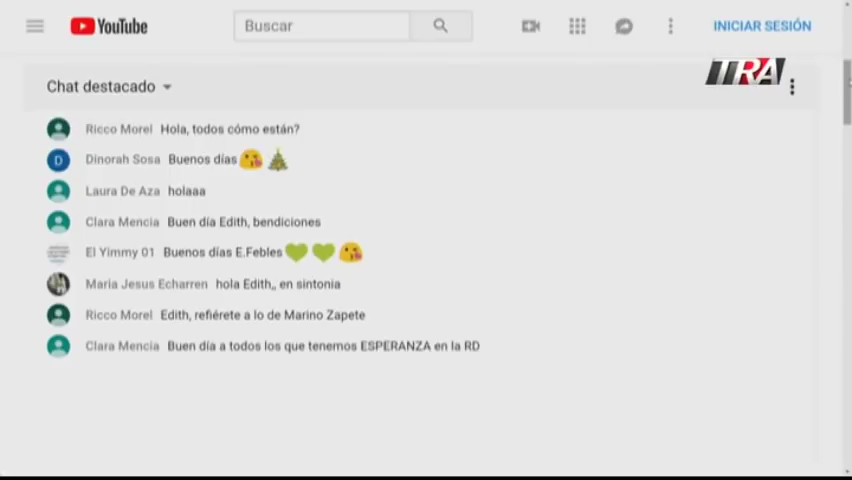 YouTube
Buscar
INICIAR SESIÓN
TRA
Chat destacado
Ricco Morel Hola, todos cómo están?
D Dinorah Sosa Buenos días
Laura De Aza holaaa
Clara Mencia Buen día Edith, bendiciones
El Yimmy 01 Buenos días E.Febles
Maria Jesus Echarren hola Edith,, en sintonia
Ricco Morel Edith, refiérete a lo de Marino Zapete
Clara Mencia Buen día a todos los que tenemos ESPERANZA en la RD